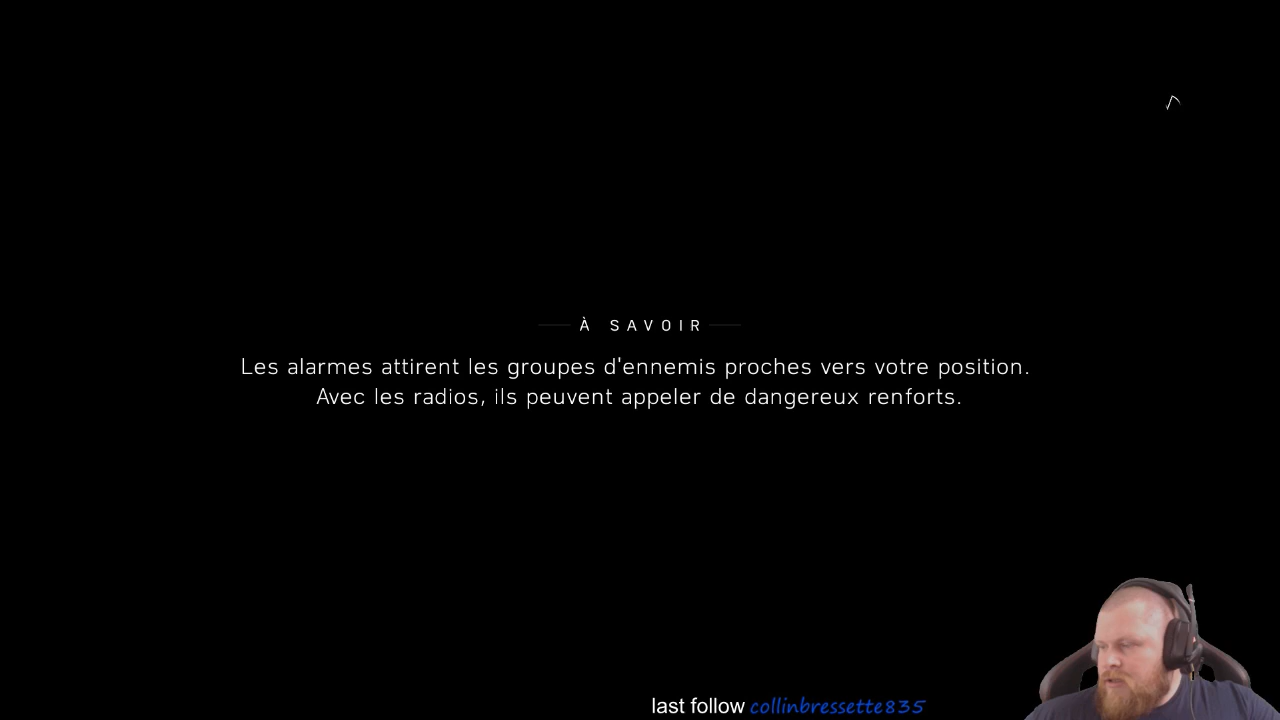 À SAVOIR
Les alarmes attirent les groupes d'ennemis proches vers votre position.
Avec les radios, ils peuvent appeler de dangereux renforts.
last follow collinbressette835